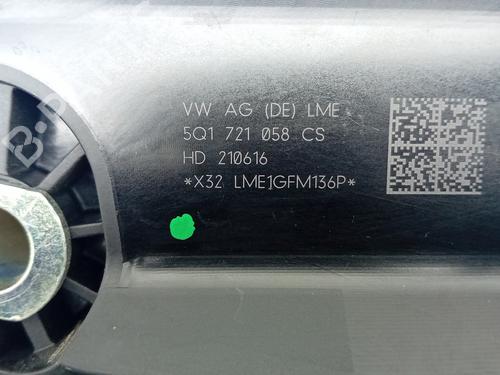 VW AG (DE) LME
5Q1 721 058 CS
HD 210616
*X32 LME1GFM136P*